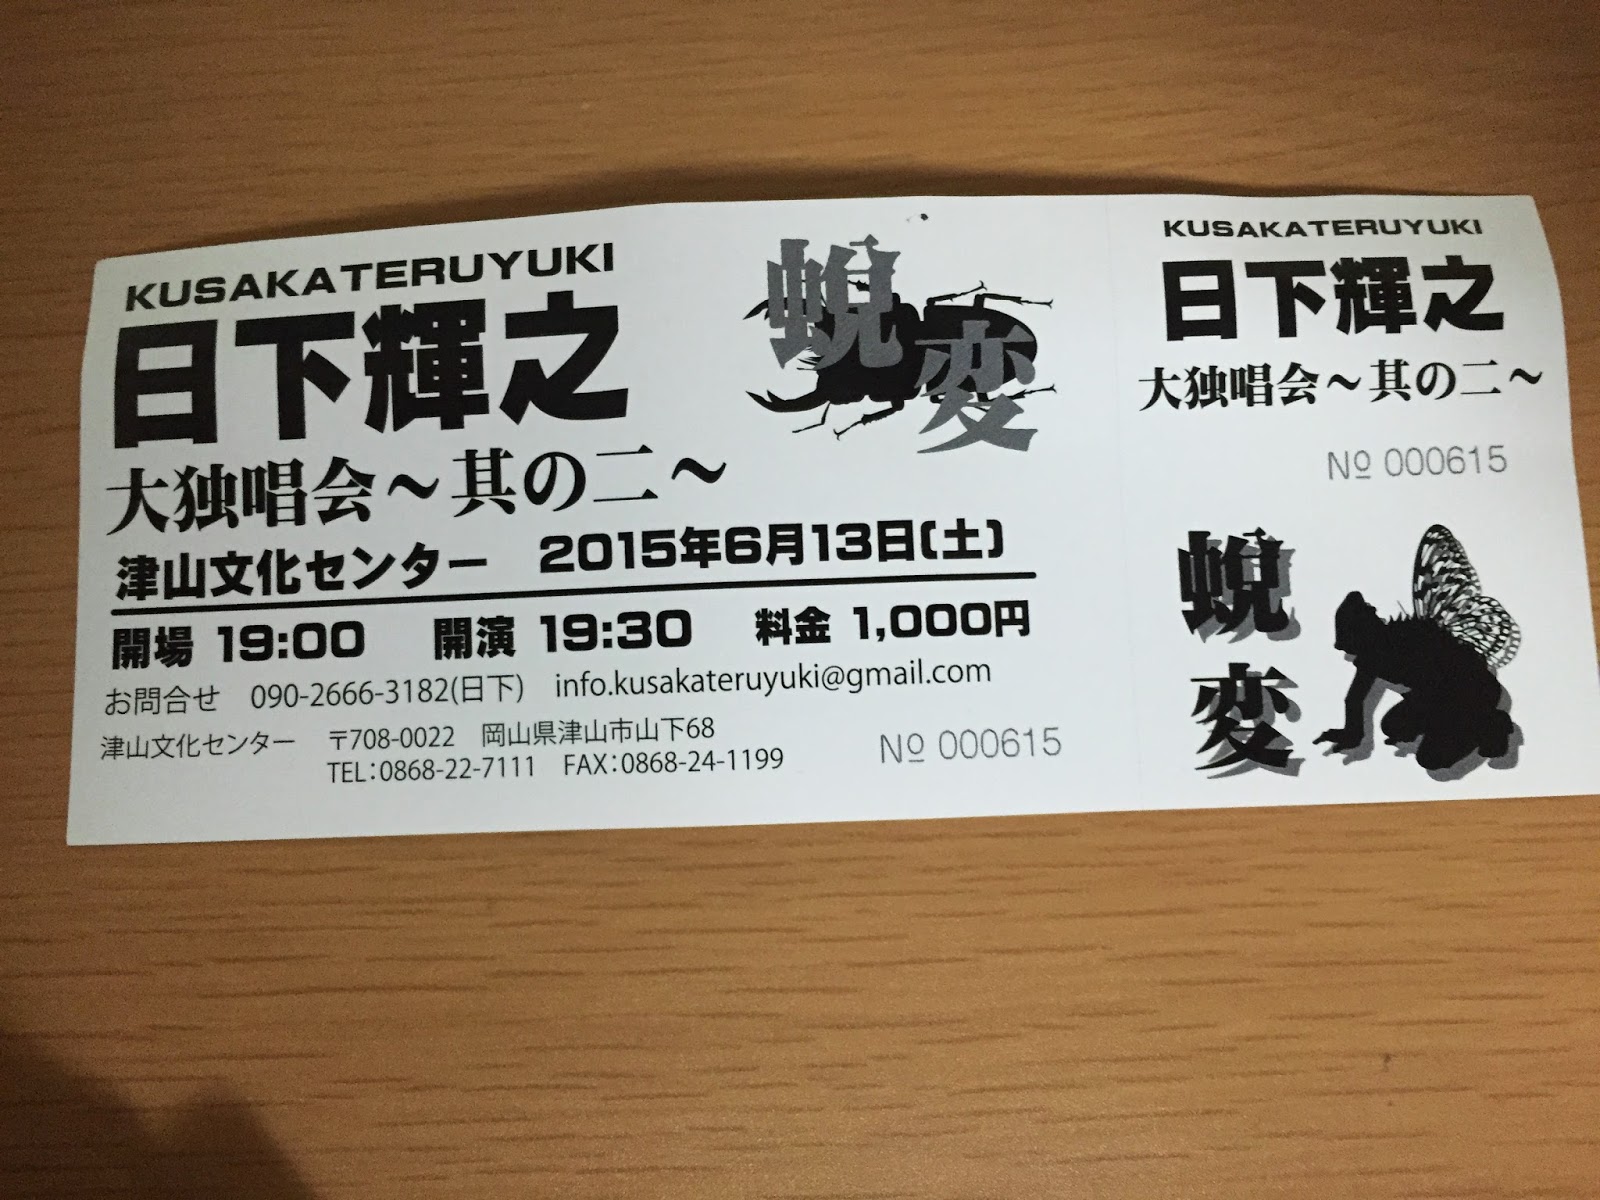 KUSAKATERUYUKI
日下輝之
大独唱会～其の二～
蛻変
津山文化センター 2015年6月13日(土)
開場 19:00 開演 19:30 料金 1,000円
お問合せ 090-2666-3182(日下) info.kusakateruyuki@gmail.com
津山文化センター 〒708-0022 岡山県津山市山下68
TEL:0868-22-7111 FAX:0868-24-1199
№ 000615
KUSAKATERUYUKI
日下輝之
大独唱会～其の二～
№ 000615
蛻変